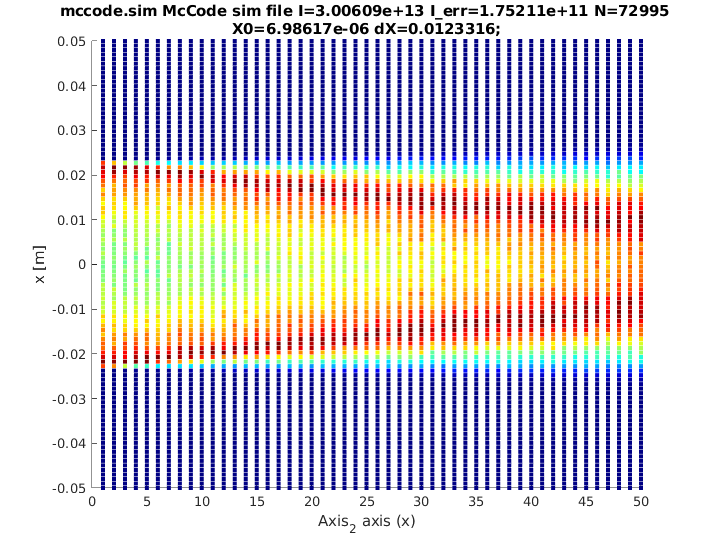 mccode.sim McCode sim file I=3.00609e+13 I_err=1.75211e+11 N=72995
X0=6.98617e-06 dX=0.0123316;
0.05
0.04
0.03
0.02
0.01
0
-0.01
-0.02
-0.03
-0.04
-0.05
x [m]
0 5 10 15 20 25 30 35 40 45 50
Axis2 axis (x)